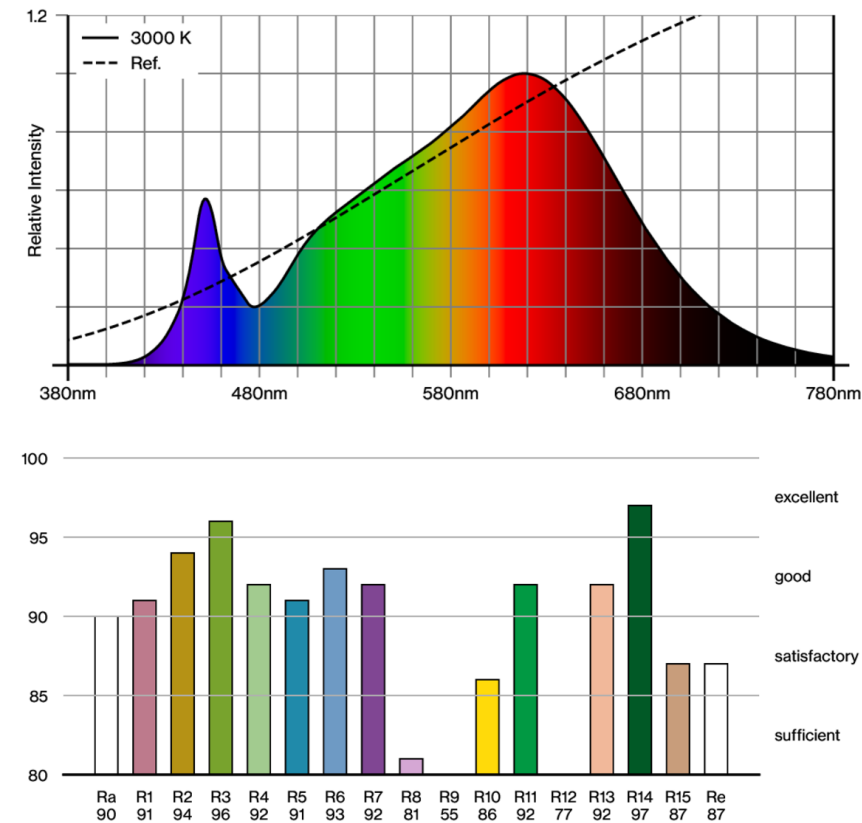 1.2
3000 K
Ref.
Relative Intensity
380nm 480nm 580nm 680nm 780nm
100
excellent
95
good
90
satisfactory
85
sufficient
80
Ra R1 R2 R3 R4 R5 R6 R7 R8 R9 R10 R11 R12 R13 R14 R15 Re
90 91 94 96 92 91 93 92 81 55 86 92 77 92 97 87 87